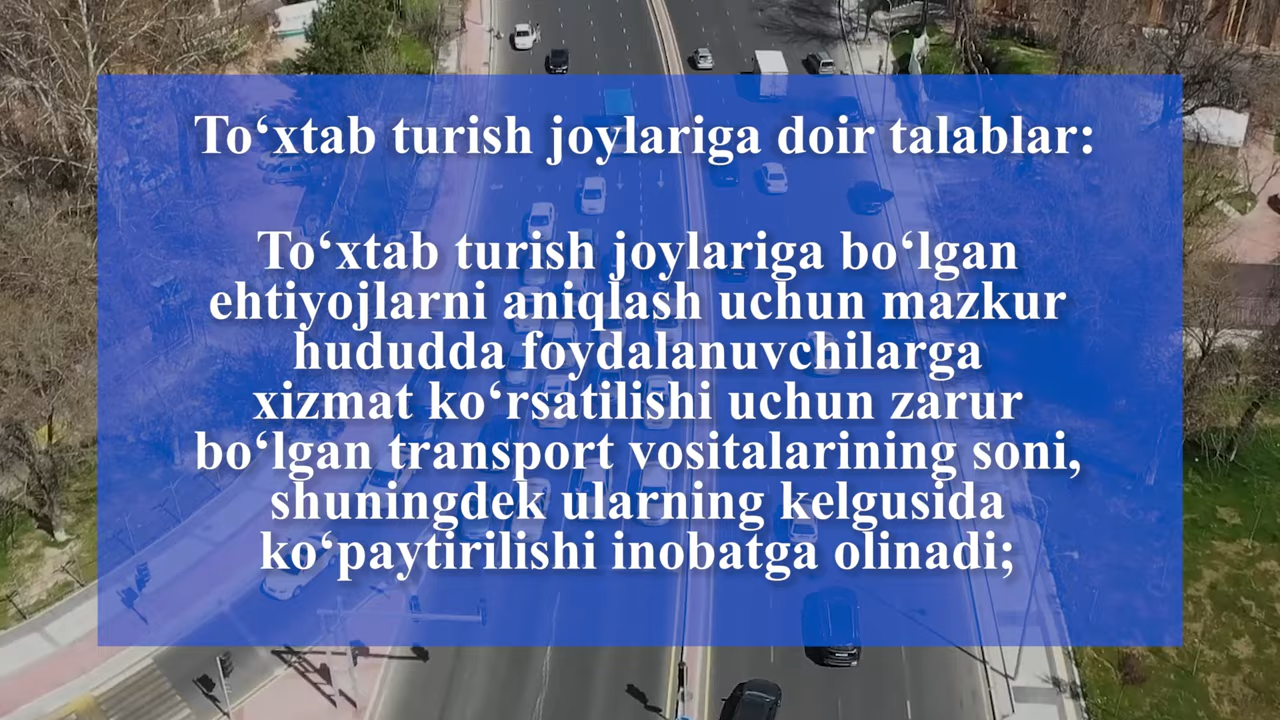 To‘xtab turish joylariga doir talablar:
To‘xtab turish joylariga bo‘lgan
ehtiyojlarni aniqlash uchun mazkur
hududda foydalanuvchilarga
xizmat ko‘rsatilishi uchun zarur
bo‘lgan transport vositalarining soni,
shuningdek ularning kelgusida
ko‘paytirilishi inobatga olinadi;